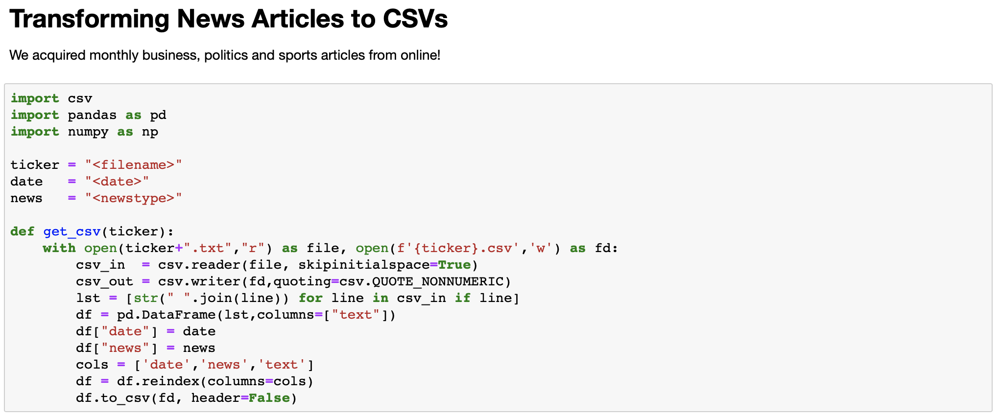 Transforming News Articles to CSVs
We acquired monthly business, politics and sports articles from online!
import csv
import pandas as pd
import numpy as np
ticker = "<filename>"
date   = "<date>"
news   = "<newstype>"
def get_csv(ticker):
    with open(ticker+".txt","r") as file, open(f'{ticker}.csv','w') as fd:
        csv_in  = csv.reader(file, skipinitialspace=True)
        csv_out = csv.writer(fd,quoting=csv.QUOTE_NONNUMERIC)
        lst = [str(" ".join(line)) for line in csv_in if line]
        df = pd.DataFrame(lst,columns=["text"])
        df["date"] = date
        df["news"] = news
        cols = ['date','news','text']
        df = df.reindex(columns=cols)
        df.to_csv(fd, header=False)